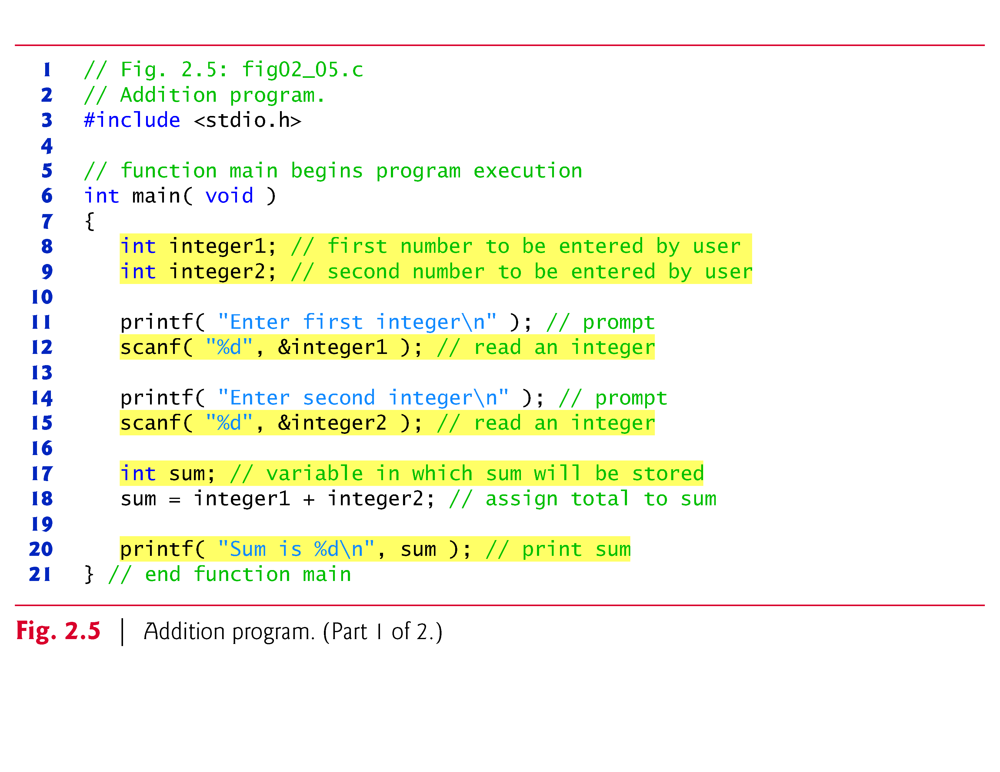 1 // Fig. 2.5: fig02_05.c
2 // Addition program.
3 #include <stdio.h>
4
5 // function main begins program execution
6 int main( void )
7 {
8    int integer1; // first number to be entered by user
9    int integer2; // second number to be entered by user
10
11    printf( "Enter first integer\n" ); // prompt
12    scanf( "%d", &integer1 ); // read an integer
13
14    printf( "Enter second integer\n" ); // prompt
15    scanf( "%d", &integer2 ); // read an integer
16
17    int sum; // variable in which sum will be stored
18    sum = integer1 + integer2; // assign total to sum
19
20    printf( "Sum is %d\n", sum ); // print sum
21 } // end function main
Fig. 2.5 | Addition program. (Part 1 of 2.)